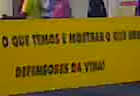 O QUE TEMOS É MOSTRAR O QUE
DEFENSORES DA VIDA!